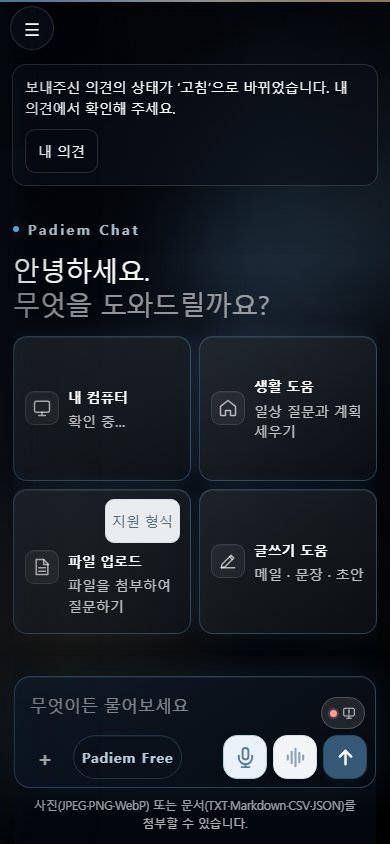 보내주신 의견의 상태가 ‘고침’으로 바뀌었습니다. 내
의견에서 확인해 주세요.
내 의견
Padiem Chat
안녕하세요.
무엇을 도와드릴까요?
내 컴퓨터
확인 중...
생활 도움
일상 질문과 계획
세우기
지원 형식
파일 업로드
파일을 첨부하여
질문하기
글쓰기 도움
메일 · 문장 · 초안
무엇이든 물어보세요
+
Padiem Free
사진(JPEG·PNG·WebP) 또는 문서(TXT·Markdown·CSV·JSON)를
첨부할 수 있습니다.